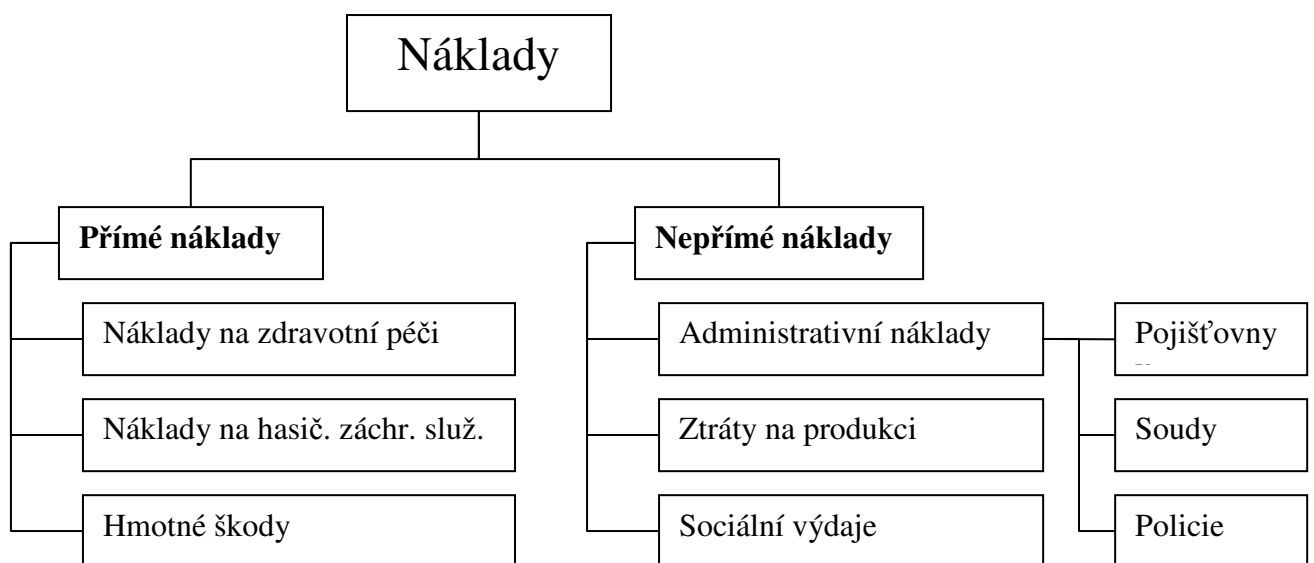 Náklady
Přímé náklady
Náklady na zdravotní péči
Náklady na hasič. záchr. služ.
Hmotné škody
Nepřímé náklady
Administrativní náklady
Ztráty na produkci
Sociální výdaje
Pojišťovny
Soudy
Policie